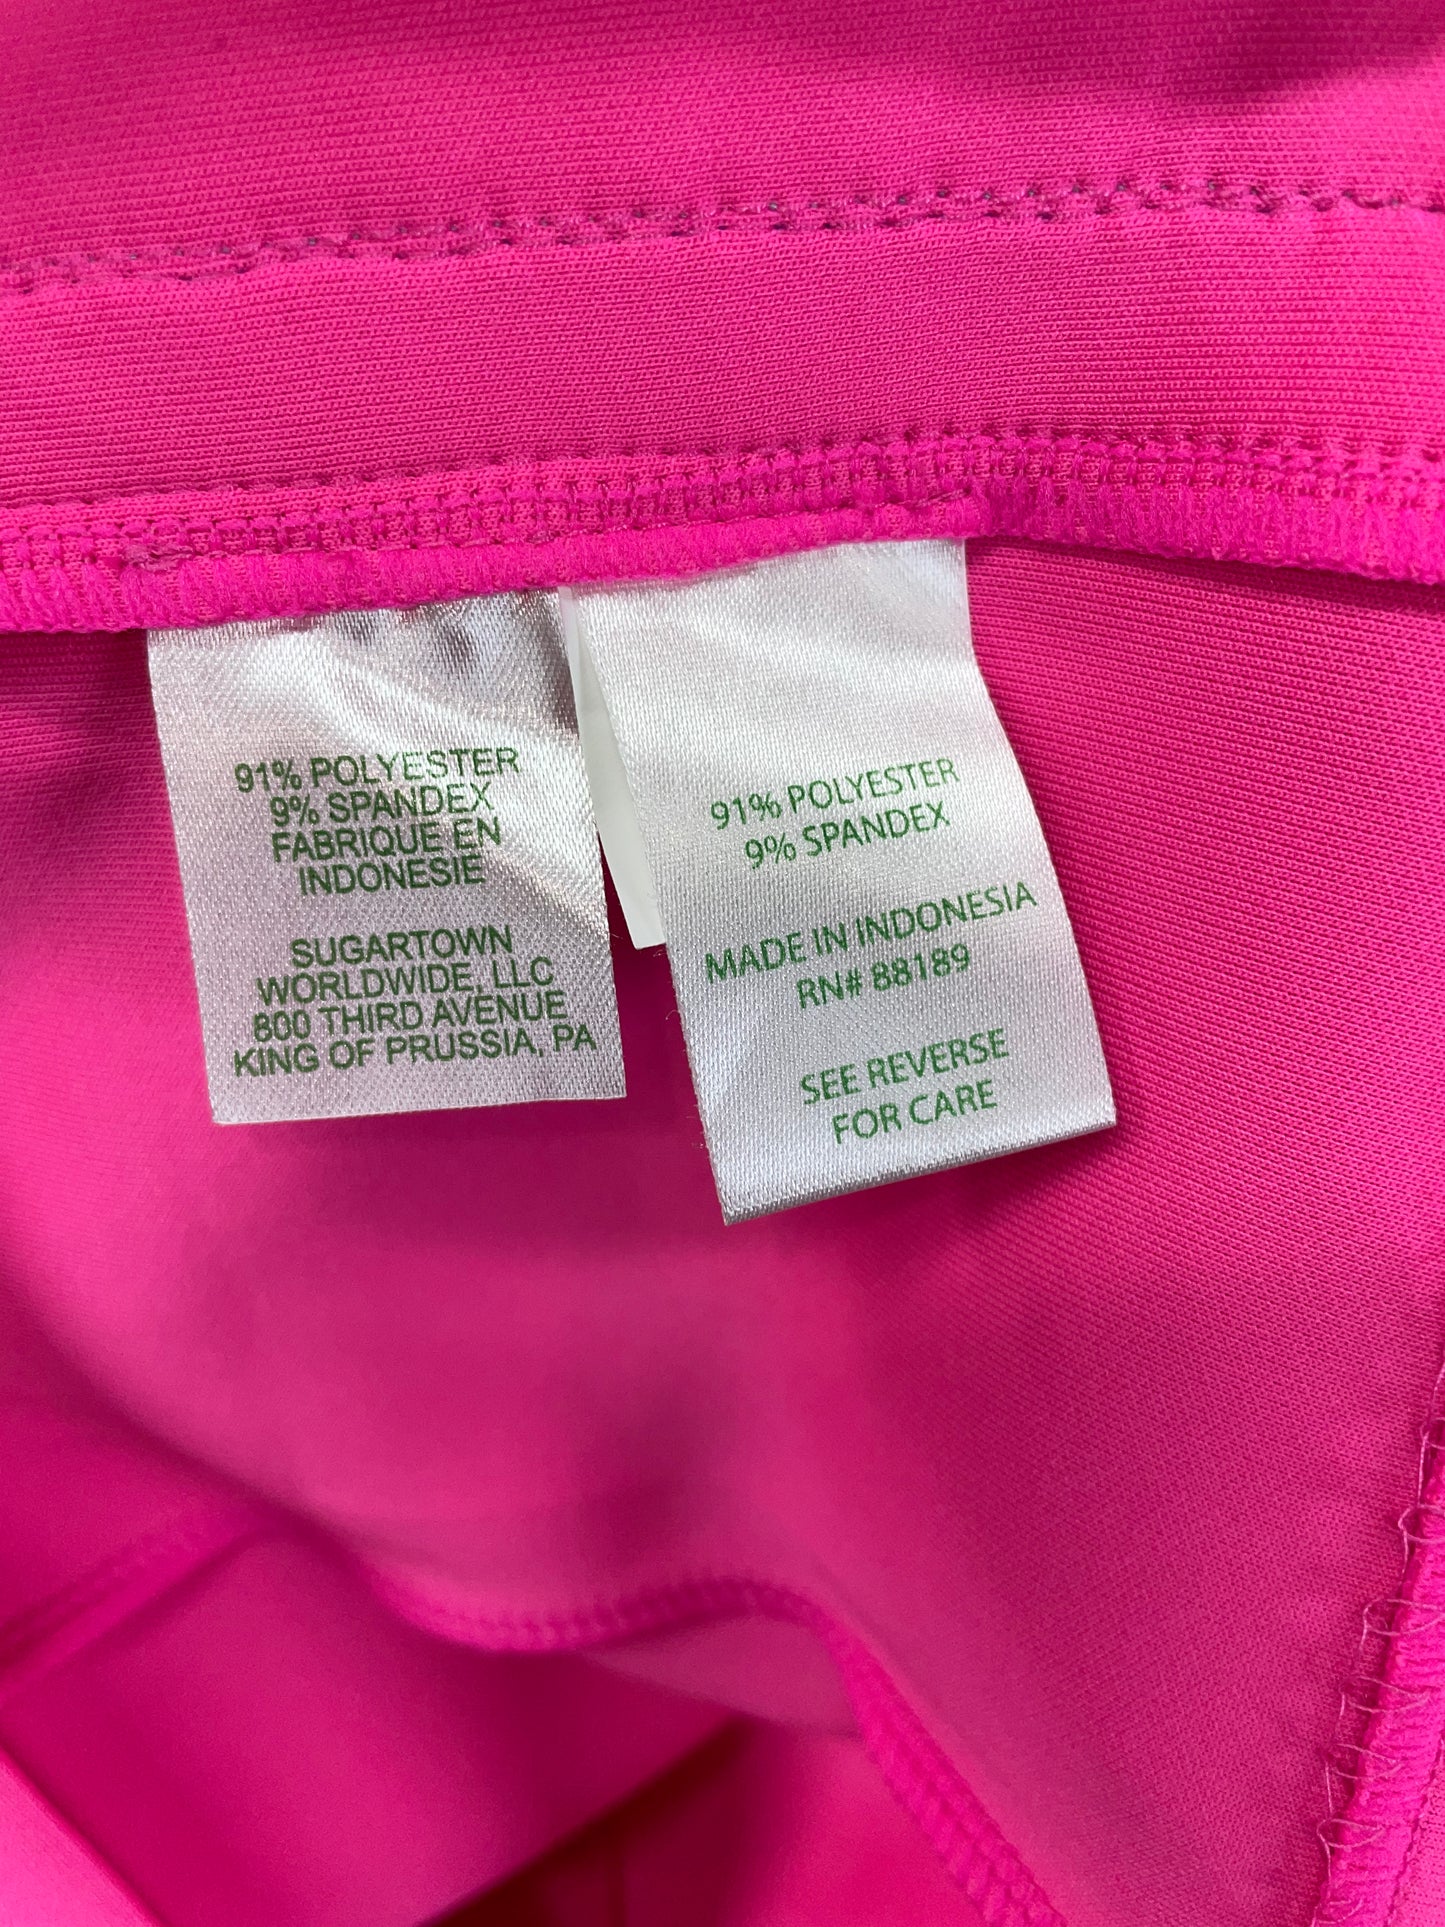 91% POLYESTER
9% SPANDEX
FABRIQUE EN
INDONESIE
SUGARTOWN
WORLDWIDE, LLC
800 THIRD AVENUE
KING OF PRUSSIA, PA
91% POLYESTER
9% SPANDEX
MADE IN INDONESIA
RN# 88189
SEE REVERSE
FOR CARE